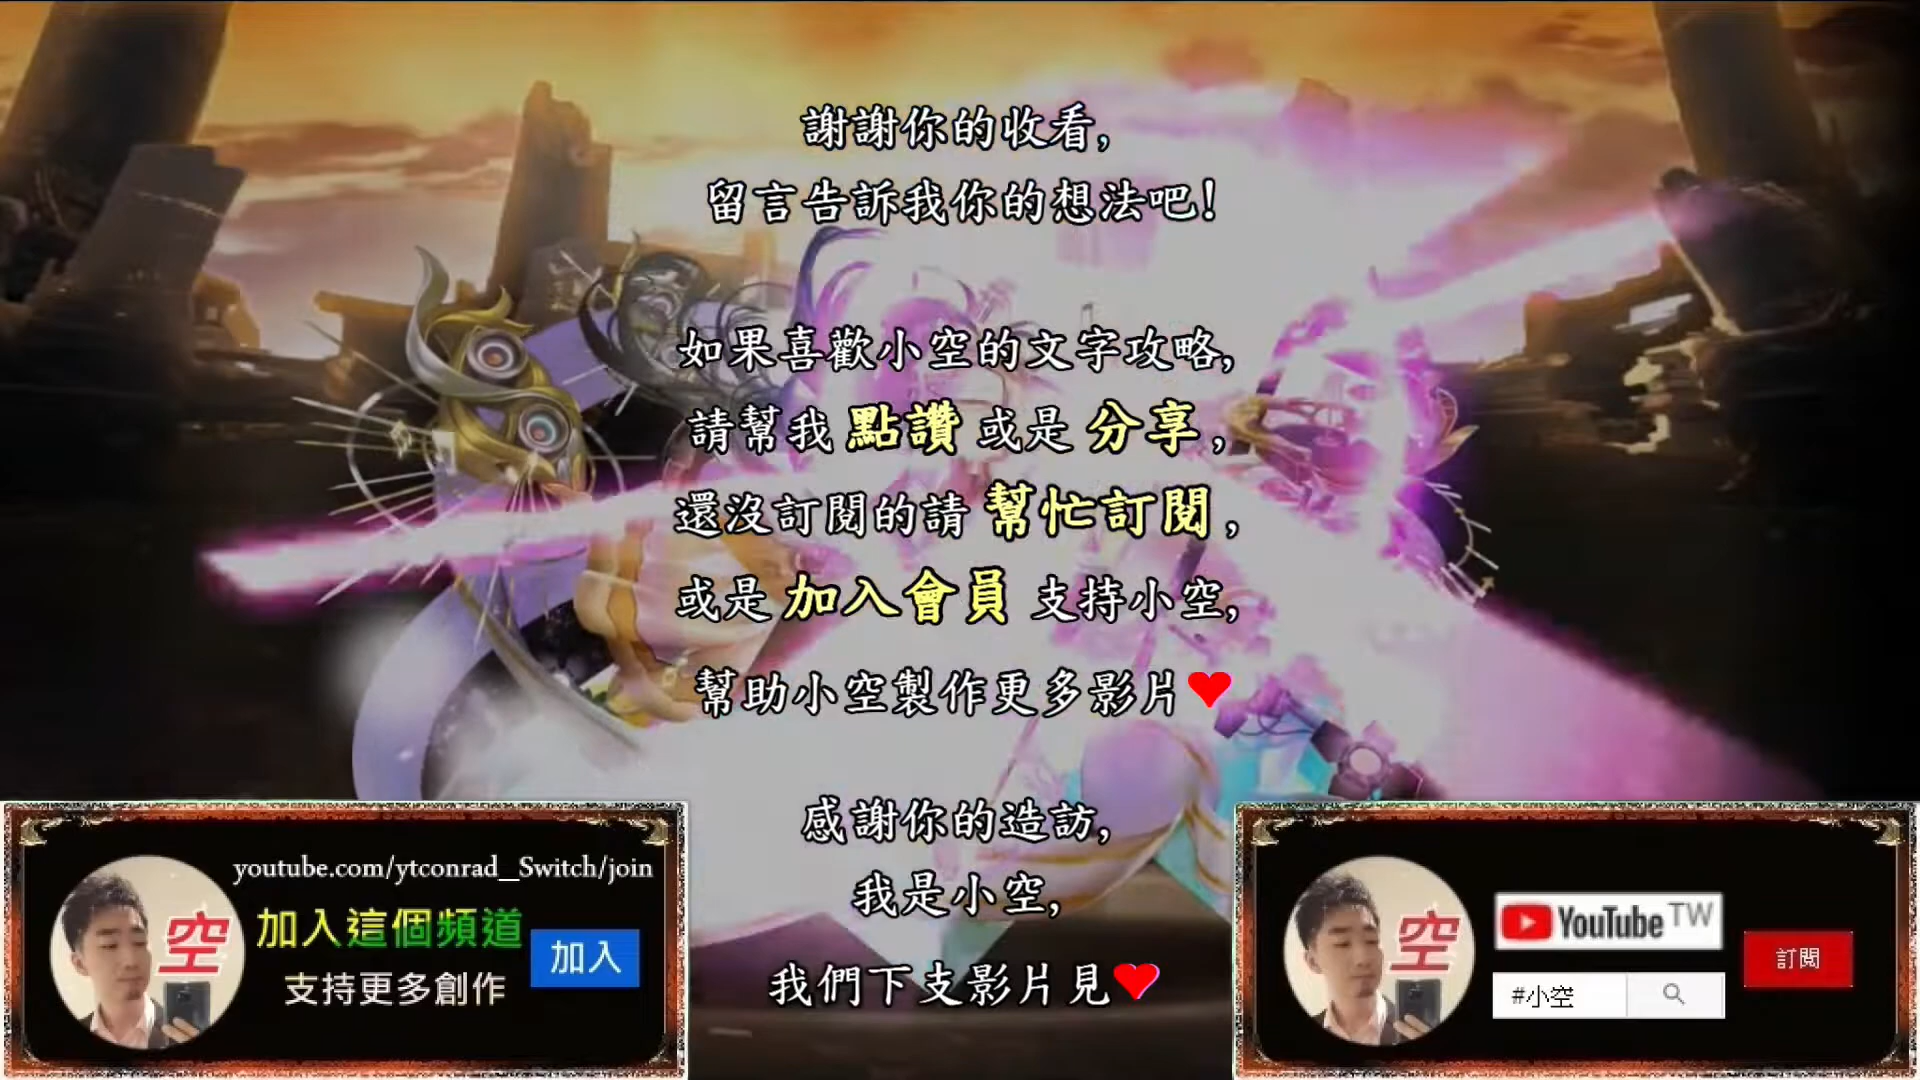 謝謝你的收看,
留言告訴我你的想法吧!
如果喜歡小空的文字攻略,
請幫我 點讚 或是 分享 ,
還沒訂閱的請 幫忙訂閱 ,
或是 加入會員 支持小空,
幫助小空製作更多影片❤
感謝你的造訪,
我是小空,
我們下支影片見❤
youtube.com/ytconrad_Switch/join
空
加入這個頻道
加入
支持更多創作
空
YouTube TW
訂閱
#小空